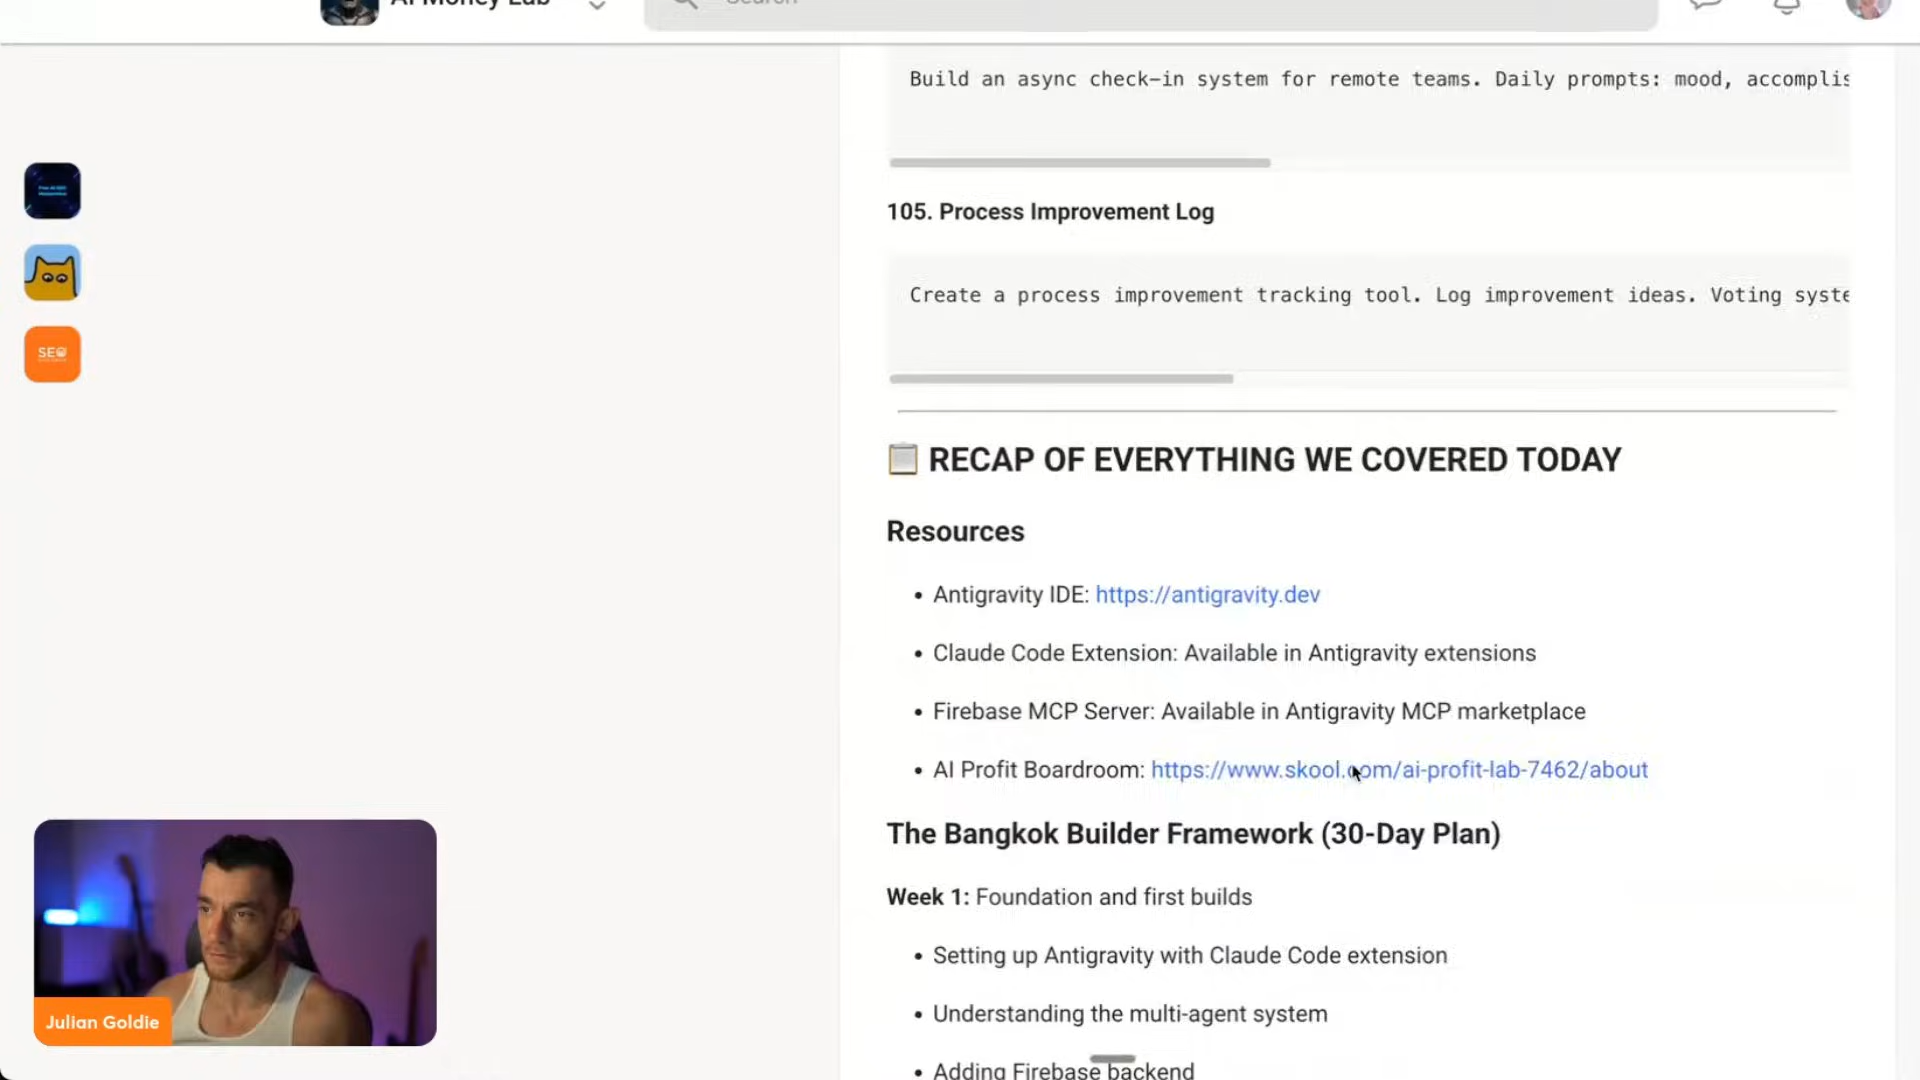 AI Money Lab
Search
Build an async check-in system for remote teams. Daily prompts: mood, accomplis
105. Process Improvement Log
Create a process improvement tracking tool. Log improvement ideas. Voting syste
RECAP OF EVERYTHING WE COVERED TODAY
Resources
• Antigravity IDE: https://antigravity.dev
• Claude Code Extension: Available in Antigravity extensions
• Firebase MCP Server: Available in Antigravity MCP marketplace
• AI Profit Boardroom: https://www.skool.com/ai-profit-lab-7462/about
The Bangkok Builder Framework (30-Day Plan)
Week 1: Foundation and first builds
• Setting up Antigravity with Claude Code extension
• Understanding the multi-agent system
• Adding Firebase backend
SEO
Julian Goldie